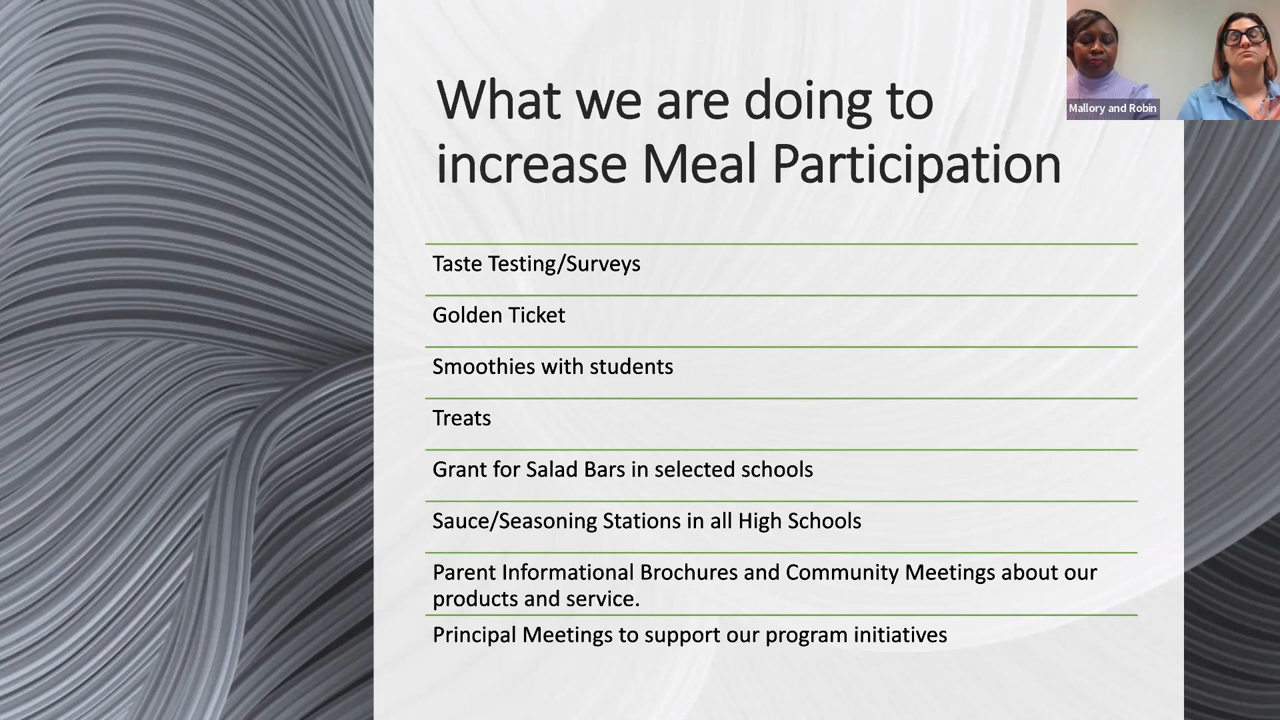 What we are doing to
increase Meal Participation
Mallory and Robin
Taste Testing/Surveys
Golden Ticket
Smoothies with students
Treats
Grant for Salad Bars in selected schools
Sauce/Seasoning Stations in all High Schools
Parent Informational Brochures and Community Meetings about our
products and service.
Principal Meetings to support our program initiatives